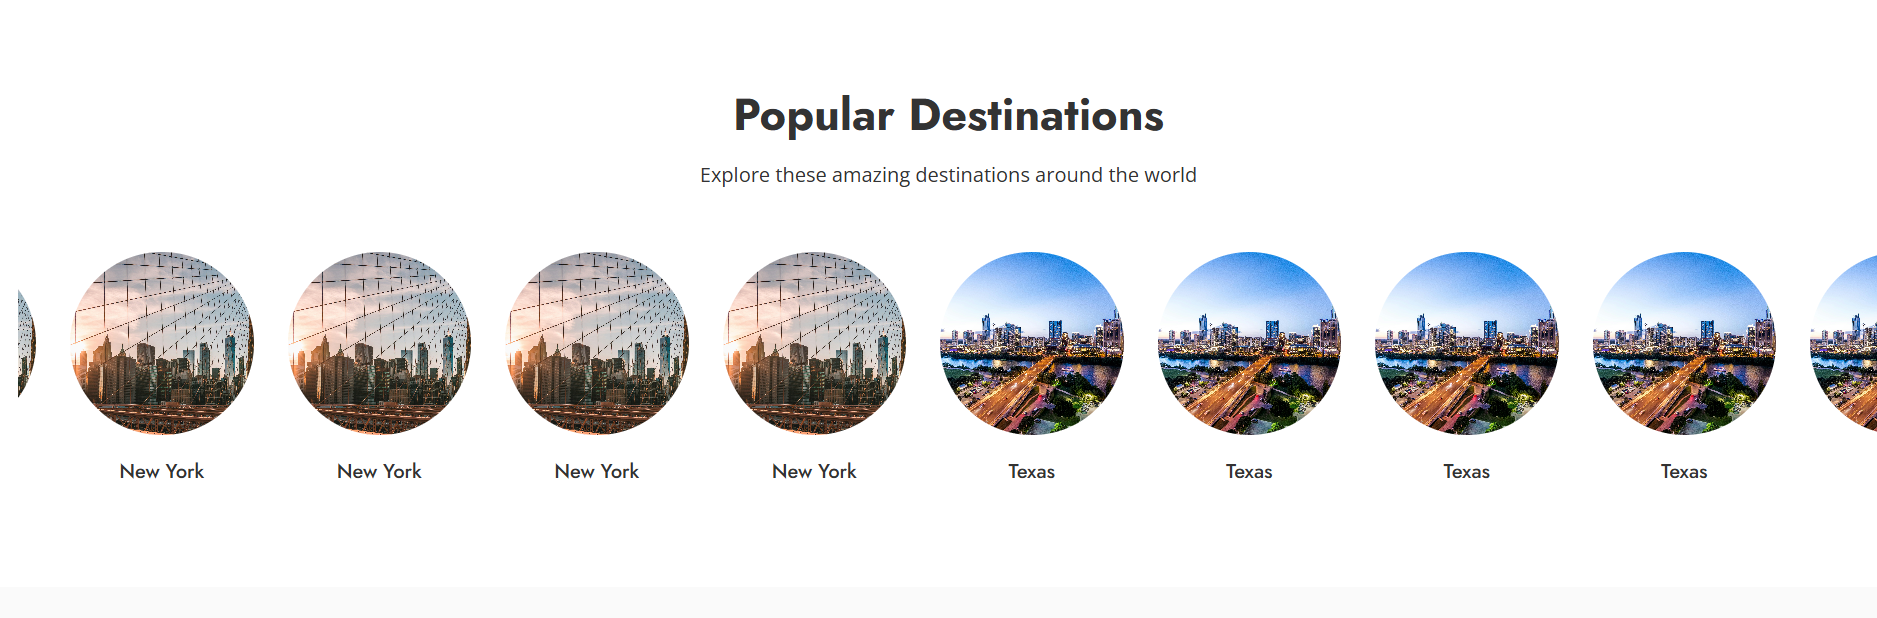 Popular Destinations
Explore these amazing destinations around the world
New York
New York
New York
New York
Texas
Texas
Texas
Texas